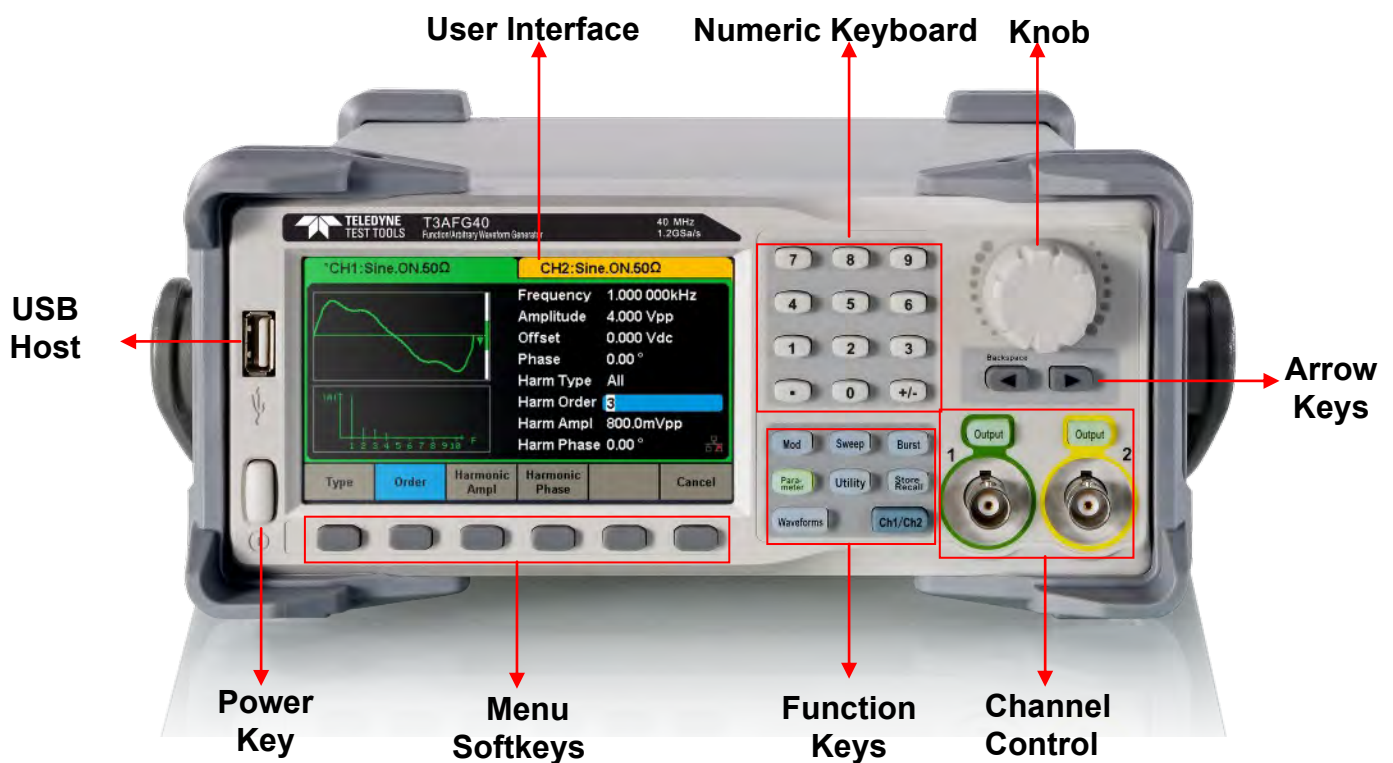 User Interface
Numeric Keyboard
Knob
TELEDYNE
TEST TOOLS
T3AFG40
Function/Arbitrary Waveform Generator
40 MHz
1.2GSa/s
*CH1:Sine.ON.50Ω
CH2:Sine.ON.50Ω
Frequency 1.000 000kHz
Amplitude 4.000 Vpp
Offset 0.000 Vdc
Phase 0.00 °
Harm Type All
Harm Order 3
Harm Ampl 800.0mVpp
Harm Phase 0.00 °
1 2 3 4 5 6 7 8 9 10 F
Type
Order
Harmonic
Ampl
Harmonic
Phase
Cancel
7 8 9
4 5 6
1 2 3
. 0 +/-
Backspace
Mod Sweep Burst
Para-
meter
Utility
Store
Recall
Waveforms Ch1/Ch2
Output
1
Output
2
USB
Host
Arrow
Keys
Power
Key
Menu
Softkeys
Function
Keys
Channel
Control